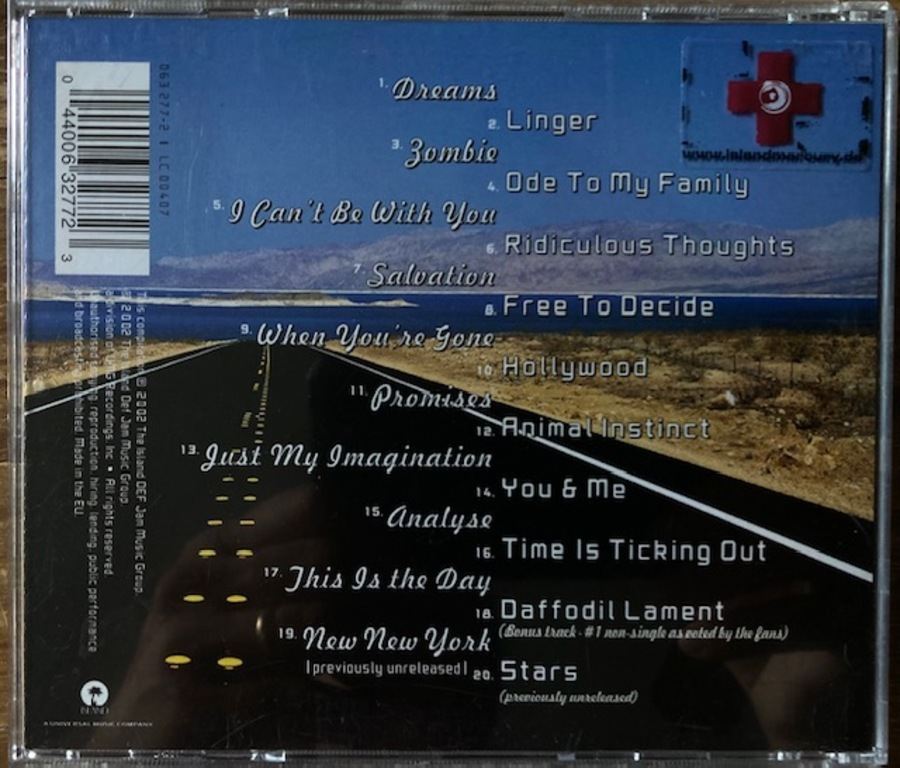 1. Dreams
2. Linger
3. Zombie
4. Ode To My Family
5. I Can't Be With You
6. Ridiculous Thoughts
7. Salvation
8. Free To Decide
9. When You're Gone
10. Hollywood
11. Promises
12. Animal Instinct
13. Just My Imagination
14. You & Me
15. Analyse
16. Time Is Ticking Out
17. This Is the Day
18. Daffodil Lament
(Bonus track - #1 non-single as voted by the fans)
19. New New York
[previously unreleased]
20. Stars
(previously unreleased)
063 277-2 | LC 00407
0 44006 32772 3
This compilation ℗ 2002 The Island DEF Jam Music Group.
© 2002 The Island Def Jam Music Group.
a division of UMG Recordings, Inc. • All rights reserved.
Unauthorised copying, reproduction, hiring, lending, public performance
and broadcasting prohibited. Made in the EU.
ISLAND
A UNIVERSAL MUSIC COMPANY